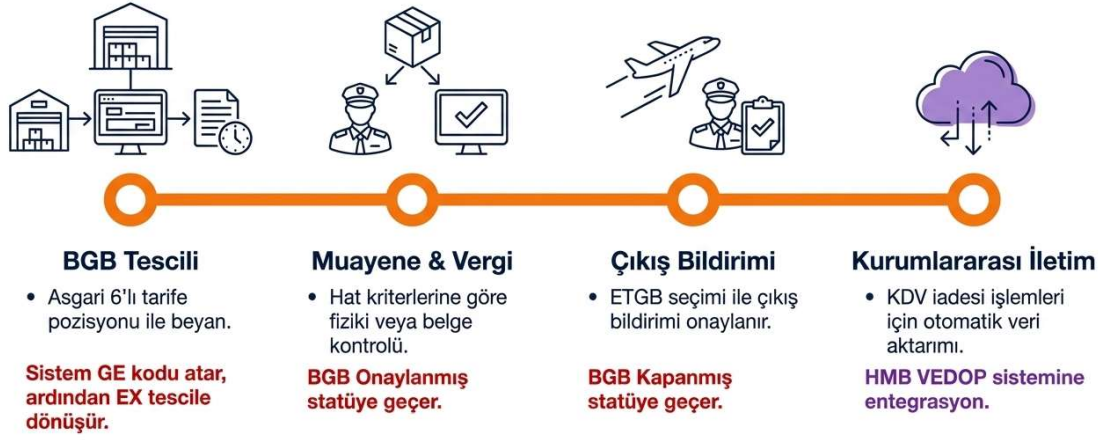 BGB Tescili
• Asgari 6'lı tarife
pozisyonu ile beyan.
Sistem GE kodu atar,
ardından EX tescile
dönüşür.
Muayene & Vergi
• Hat kriterlerine göre
fiziki veya belge
kontrolü.
BGB Onaylanmış
statüye geçer.
Çıkış Bildirimi
• ETGB seçimi ile çıkış
bildirimi onaylanır.
BGB Kapanmış
statüye geçer.
Kurumlararası İletim
• KDV iadesi işlemleri
için otomatik veri
aktarımı.
HMB VEDOP sistemine
entegrasyon.